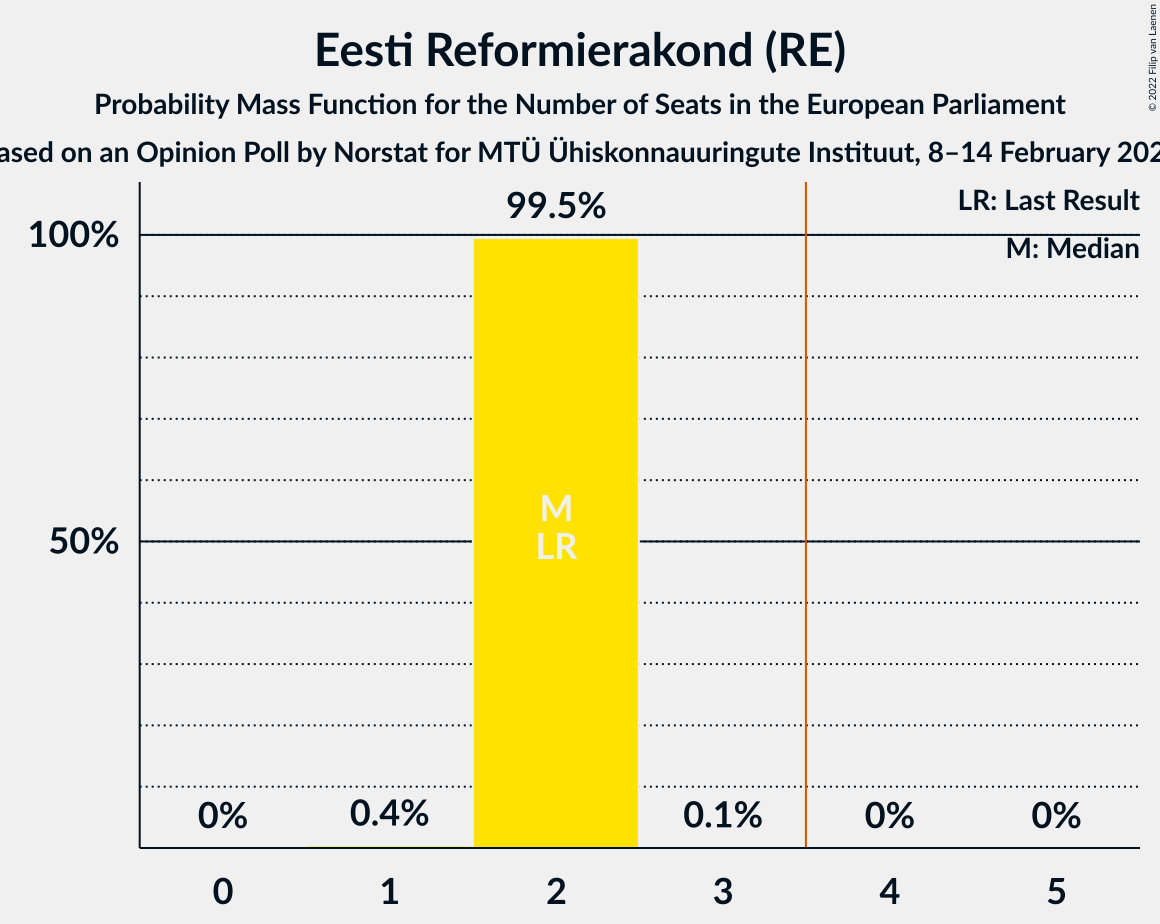 Eesti Reformierakond (RE)
Probability Mass Function for the Number of Seats in the European Parliament
ased on an Opinion Poll by Norstat for MTÜ Ühiskonnauuringute Instituut, 8–14 February 202
© 2022 Filip van Laenen
LR: Last Result
M: Median
99.5%
100%
50%
M
LR
0%
0.4%
0.1%
0%
0%
0
1
2
3
4
5